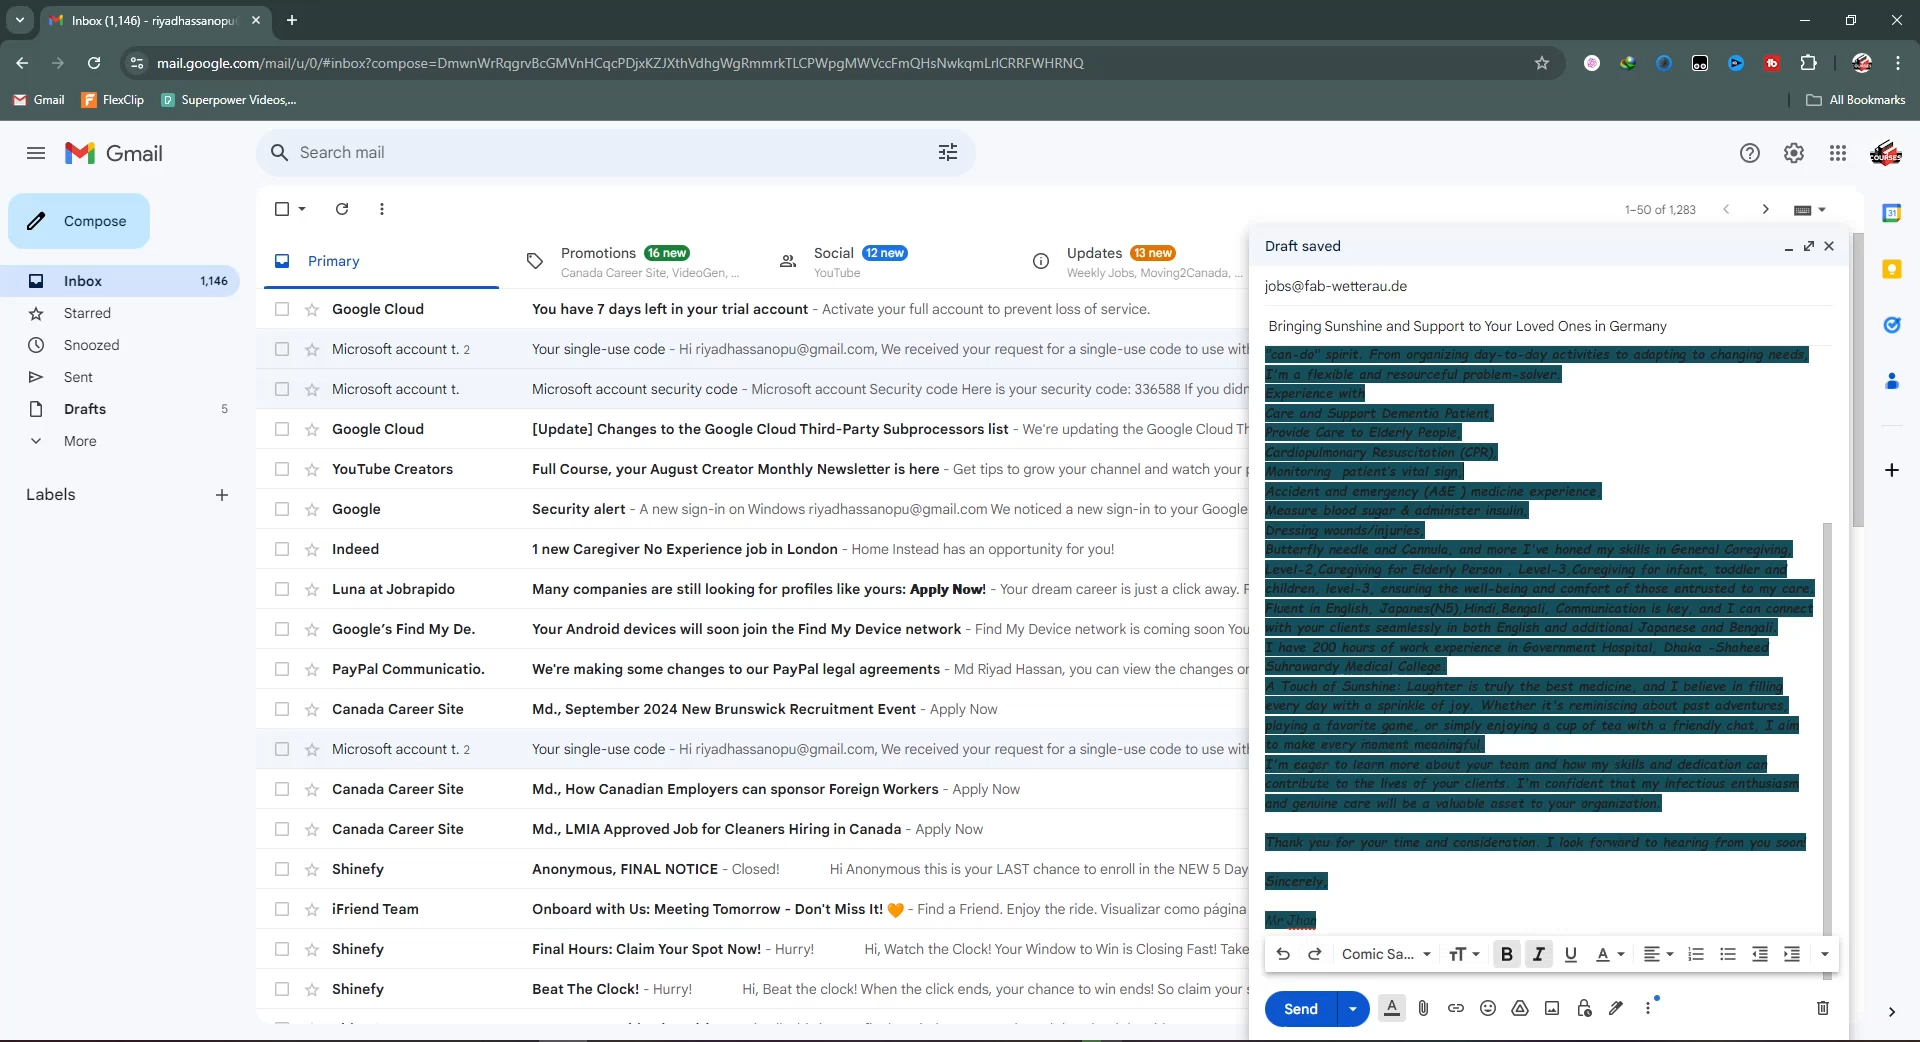 Inbox (1,146) - riyadhassanopu
mail.google.com/mail/u/0/#inbox?compose=DmwnWrRqgrvBcGMVnHCqcPDjxKZJXthVdhgWgRmmrkTLCPWpgMWVccFmQHsNwkqmLrlCRRFWHRNQ
Gmail
FlexClip
Superpower Videos,...
All Bookmarks
Gmail
Search mail
Compose
Inbox 1,146
Starred
Snoozed
Sent
Drafts 5
More
Labels
1–50 of 1,283
Primary
Promotions 16 new
Canada Career Site, VideoGen, ...
Social 12 new
YouTube
Updates 13 new
Weekly Jobs, Moving2Canada, ...
Google Cloud You have 7 days left in your trial account - Activate your full account to prevent loss of service.
Microsoft account t. 2 Your single-use code - Hi riyadhassanopu@gmail.com, We received your request for a single-use code to use with
Microsoft account t. Microsoft account security code - Microsoft account Security code Here is your security code: 336588 If you didn
Google Cloud [Update] Changes to the Google Cloud Third-Party Subprocessors list - We're updating the Google Cloud Th
YouTube Creators Full Course, your August Creator Monthly Newsletter is here - Get tips to grow your channel and watch your
Google Security alert - A new sign-in on Windows riyadhassanopu@gmail.com We noticed a new sign-in to your Google
Indeed 1 new Caregiver No Experience job in London - Home Instead has an opportunity for you!
Luna at Jobrapido Many companies are still looking for profiles like yours: Apply Now! - Your dream career is just a click away. F
Google's Find My De. Your Android devices will soon join the Find My Device network - Find My Device network is coming soon You
PayPal Communicatio. We're making some changes to our PayPal legal agreements - Md Riyad Hassan, you can view the changes or
Canada Career Site Md., September 2024 New Brunswick Recruitment Event - Apply Now
Microsoft account t. 2 Your single-use code - Hi riyadhassanopu@gmail.com, We received your request for a single-use code to use with
Canada Career Site Md., How Canadian Employers can sponsor Foreign Workers - Apply Now
Canada Career Site Md., LMIA Approved Job for Cleaners Hiring in Canada - Apply Now
Shinefy Anonymous, FINAL NOTICE - Closed! Hi Anonymous this is your LAST chance to enroll in the NEW 5 Day
iFriend Team Onboard with Us: Meeting Tomorrow - Don't Miss It! 🧡 - Find a Friend. Enjoy the ride. Visualizar como página
Shinefy Final Hours: Claim Your Spot Now! - Hurry! Hi, Watch the Clock! Your Window to Win is Closing Fast! Take
Shinefy Beat The Clock! - Hurry! Hi, Beat the clock! When the click ends, your chance to win ends! So claim your
Draft saved
jobs@fab-wetterau.de
Bringing Sunshine and Support to Your Loved Ones in Germany
"can-do" spirit. From organizing day-to-day activities to adapting to changing needs,
I'm a flexible and resourceful problem-solver.
Experience with
Care and Support Dementia Patient,
Provide Care to Elderly People,
Cardiopulmonary Resuscitation (CPR),
Monitoring patient's vital sign,
Accident and emergency (A&E ) medicine experience,
Measure blood sugar & administer insulin,
Dressing wounds/injuries,
Butterfly needle and Cannula, and more I've honed my skills in General Caregiving,
Level-2,Caregiving for Elderly Person , Level-3,Caregiving for infant, toddler and
children, level-3, ensuring the well-being and comfort of those entrusted to my care.
Fluent in English, Japanes(N5),Hindi,Bengali, Communication is key, and I can connect
with your clients seamlessly in both English and additional Japanese and Bengali.
I have 200 hours of work experience in Government Hospital, Dhaka -Shaheed
Suhrawardy Medical College.
A Touch of Sunshine: Laughter is truly the best medicine, and I believe in filling
every day with a sprinkle of joy. Whether it's reminiscing about past adventures,
playing a favorite game, or simply enjoying a cup of tea with a friendly chat, I aim
to make every moment meaningful.
I'm eager to learn more about your team and how my skills and dedication can
contribute to the lives of your clients. I'm confident that my infectious enthusiasm
and genuine care will be a valuable asset to your organization.
Thank you for your time and consideration. I look forward to hearing from you soon!
Sincerely,
Mr Jhon
Comic Sa...
Send